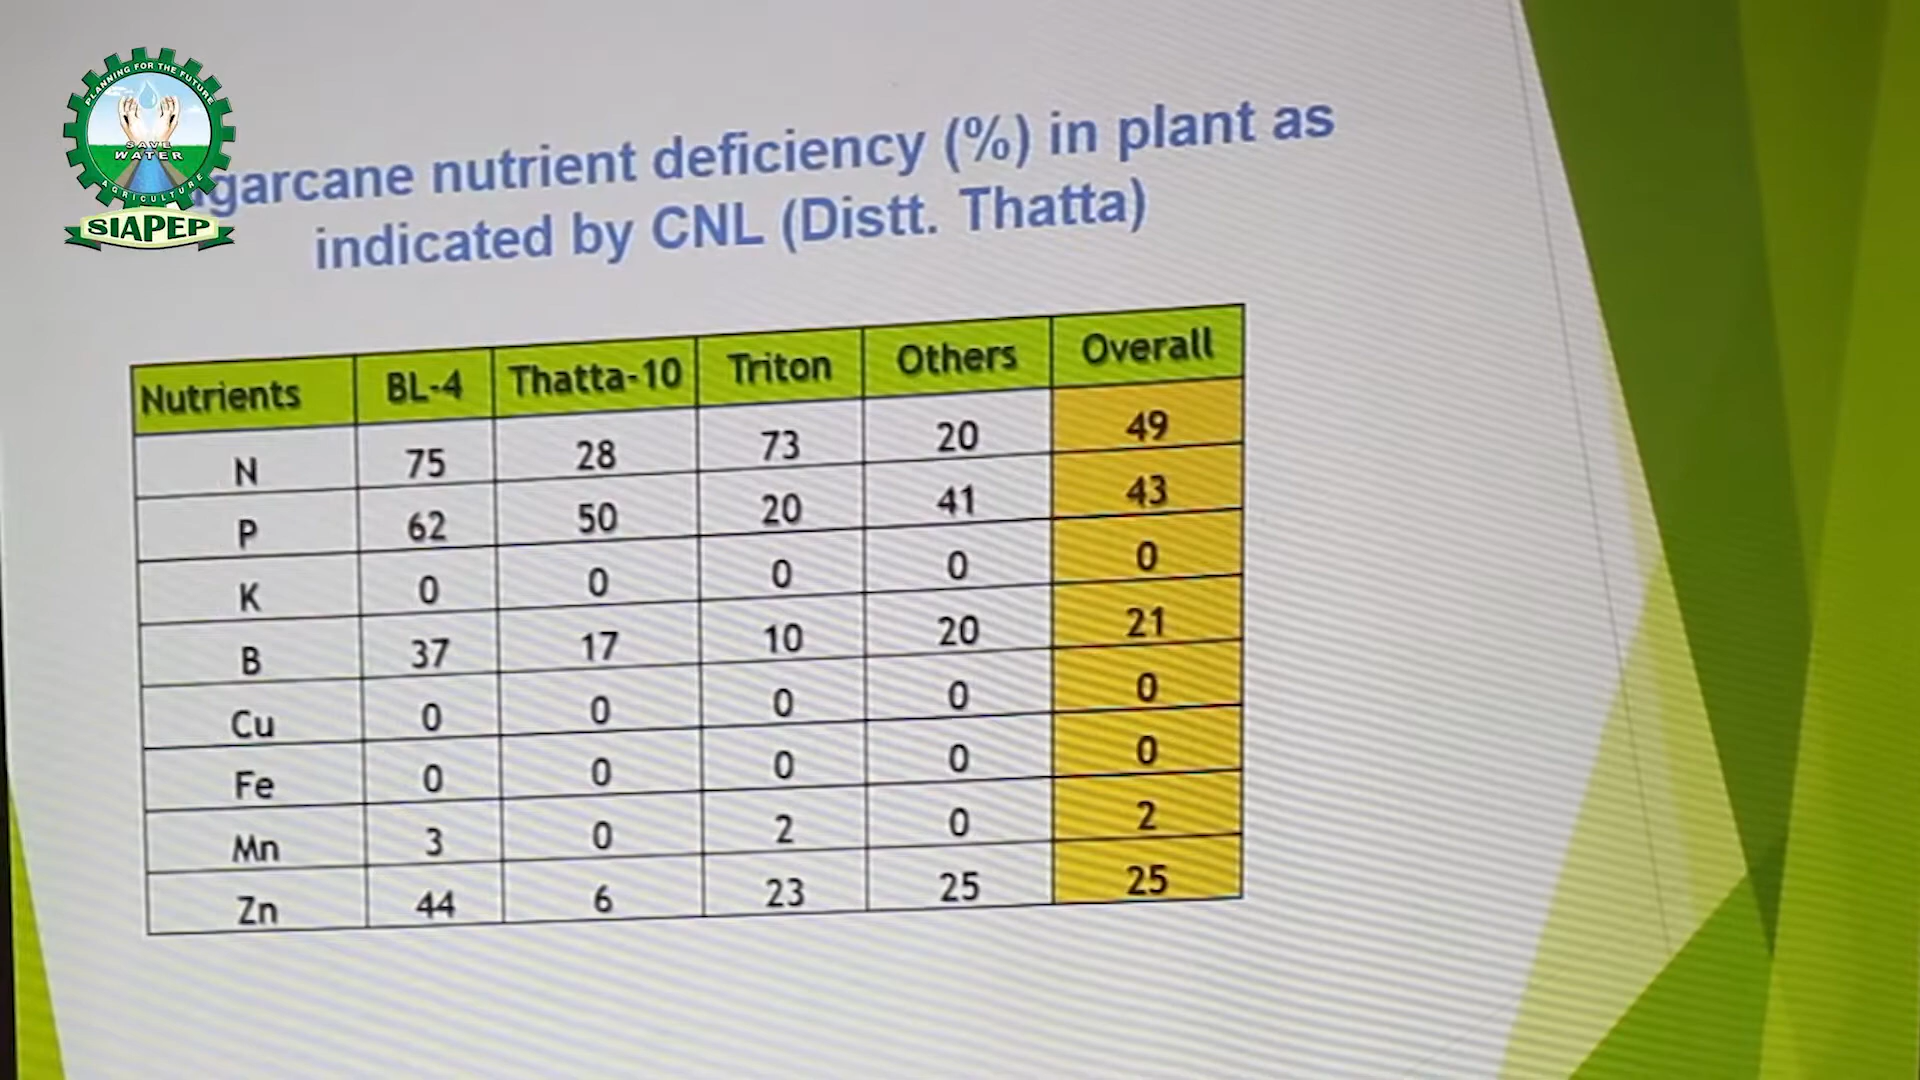 PLANNING FOR THE FUTURE
SAVE
WATER
AGRICULTURE
SIAPEP
garcane nutrient deficiency (%) in plant as
indicated by CNL (Distt. Thatta)
Nutrients BL-4 Thatta-10 Triton Others Overall
N 75 28 73 20 49
P 62 50 20 41 43
K 0 0 0 0 0
B 37 17 10 20 21
Cu 0 0 0 0 0
Fe 0 0 0 0 0
Mn 3 0 2 0 2
Zn 44 6 23 25 25